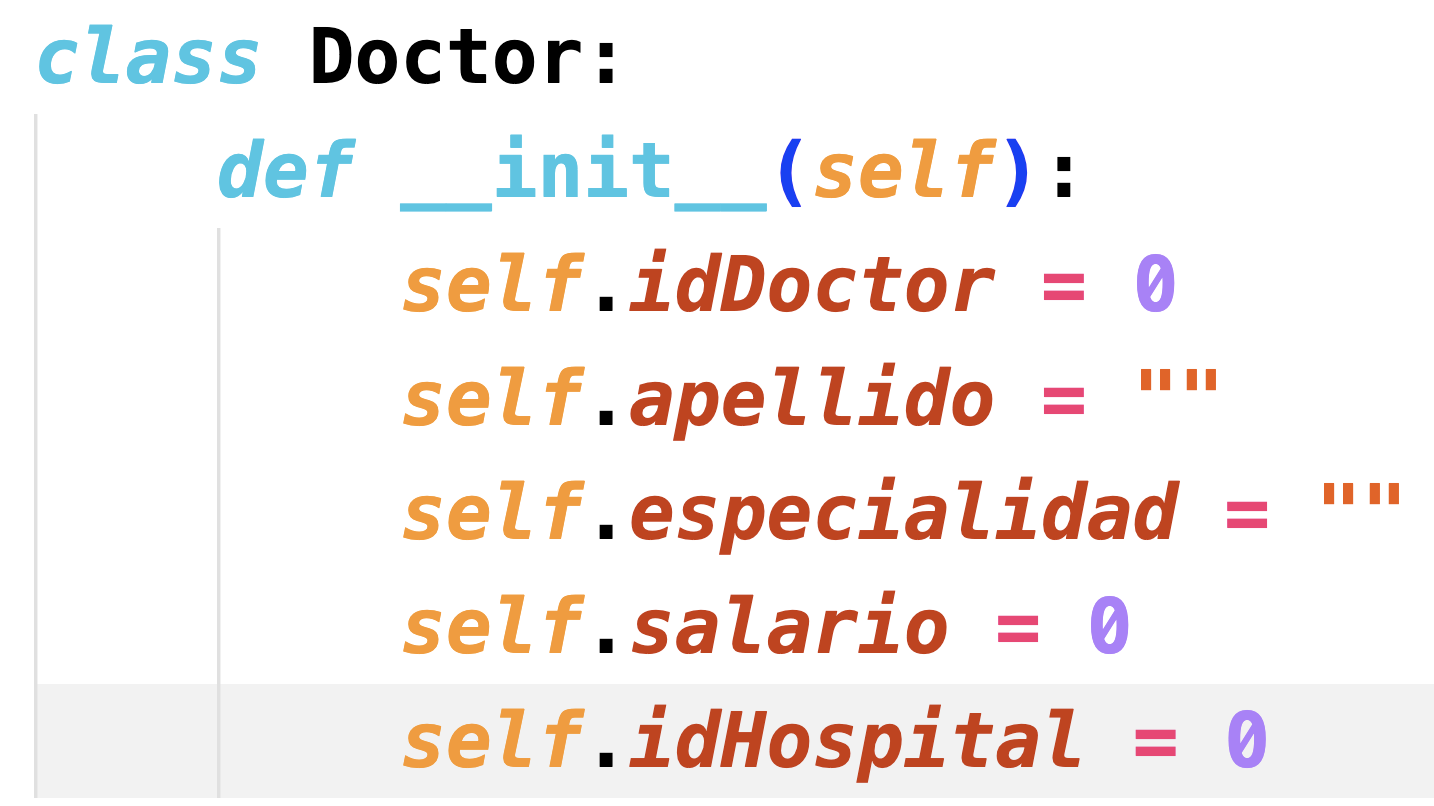 class Doctor:
    def __init__(self):
        self.idDoctor = 0
        self.apellido = ""
        self.especialidad = ""
        self.salario = 0
        self.idHospital = 0